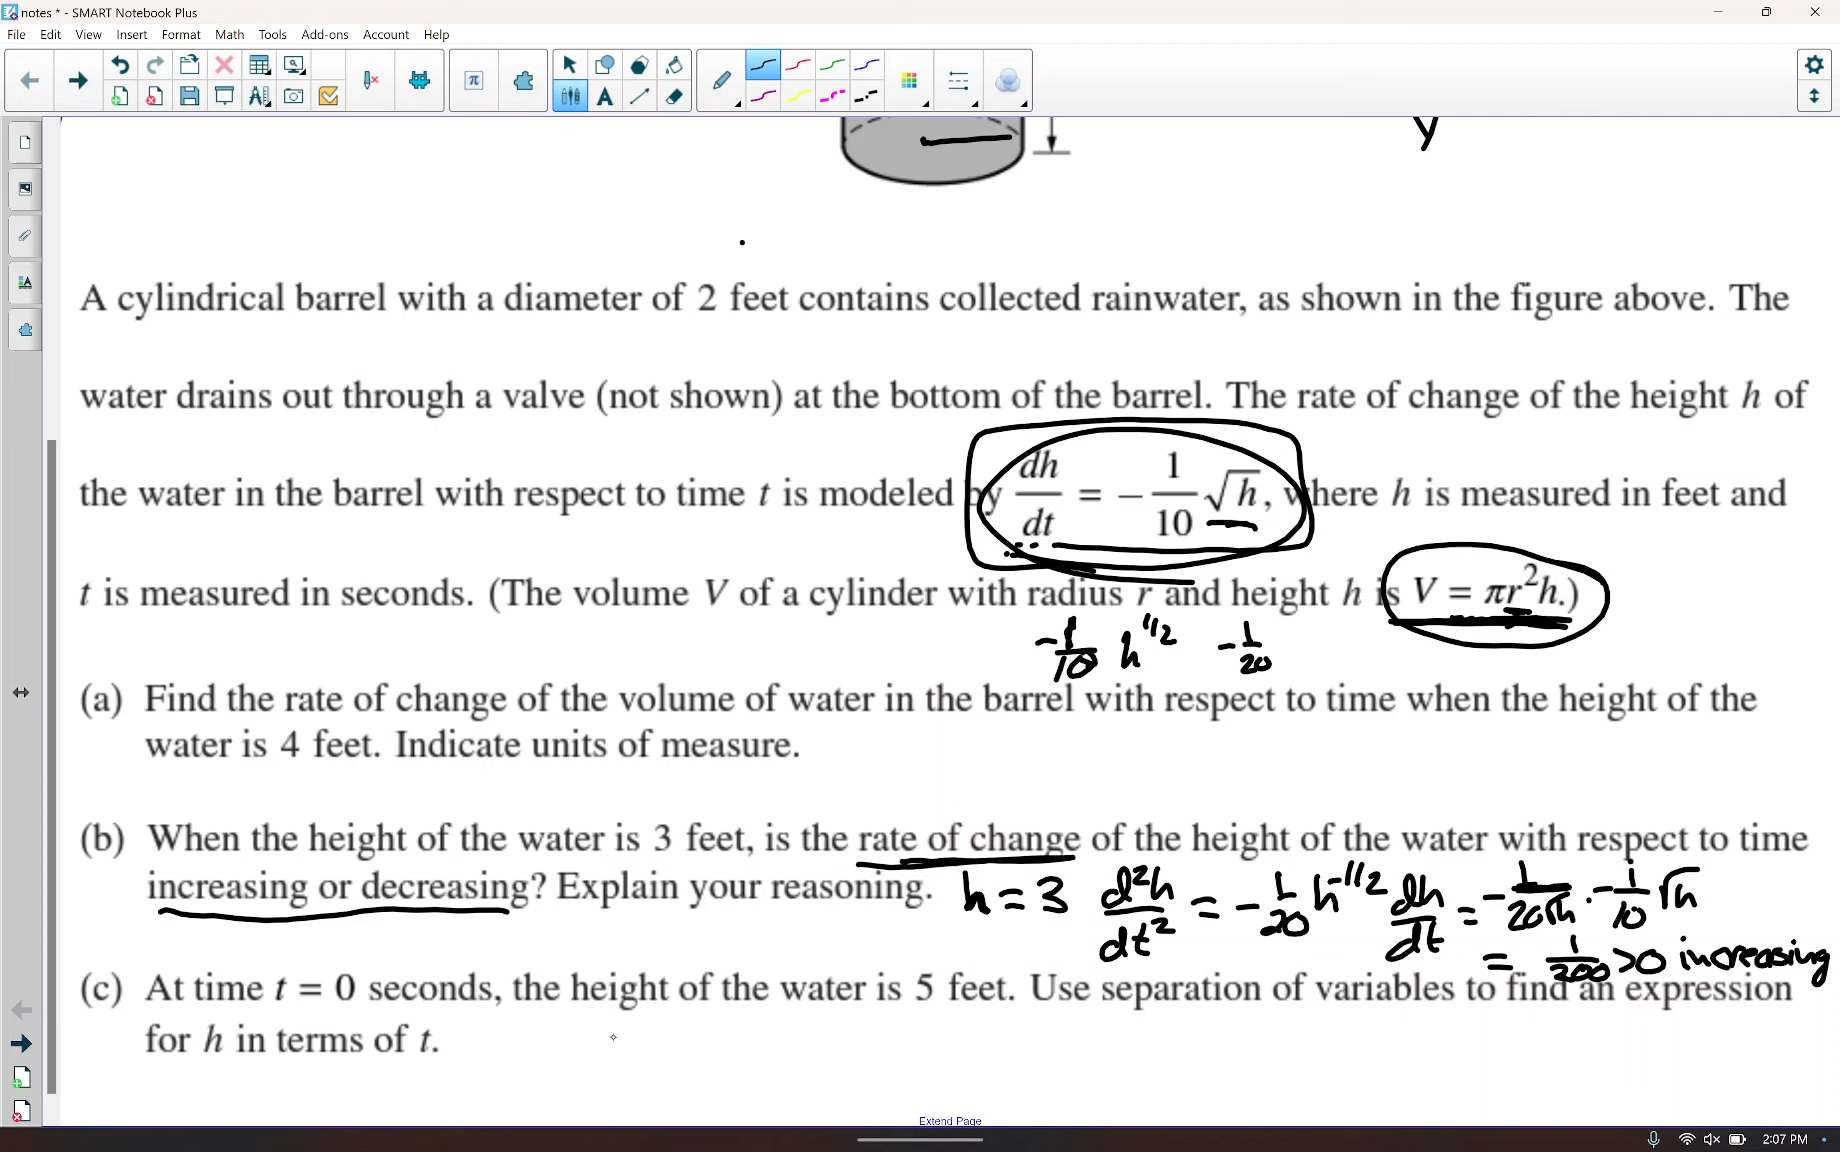 notes * - SMART Notebook Plus
File Edit View Insert Format Math Tools Add-ons Account Help
π
A
y
A cylindrical barrel with a diameter of 2 feet contains collected rainwater, as shown in the figure above. The
water drains out through a valve (not shown) at the bottom of the barrel. The rate of change of the height h of
the water in the barrel with respect to time t is modeled by dh/dt = −1/10 √h, where h is measured in feet and
t is measured in seconds. (The volume V of a cylinder with radius r and height h is V = πr²h.)
-1/10 h^1/2 -1/20
(a) Find the rate of change of the volume of water in the barrel with respect to time when the height of the
water is 4 feet. Indicate units of measure.
(b) When the height of the water is 3 feet, is the rate of change of the height of the water with respect to time
increasing or decreasing? Explain your reasoning. h = 3 d²h/dt² = -1/20 h^-1/2 dh/dt = -1/20√h · -1/10 √h
= 1/200 >0 increasing
(c) At time t = 0 seconds, the height of the water is 5 feet. Use separation of variables to find an expression
for h in terms of t.
Extend Page
2:07 PM